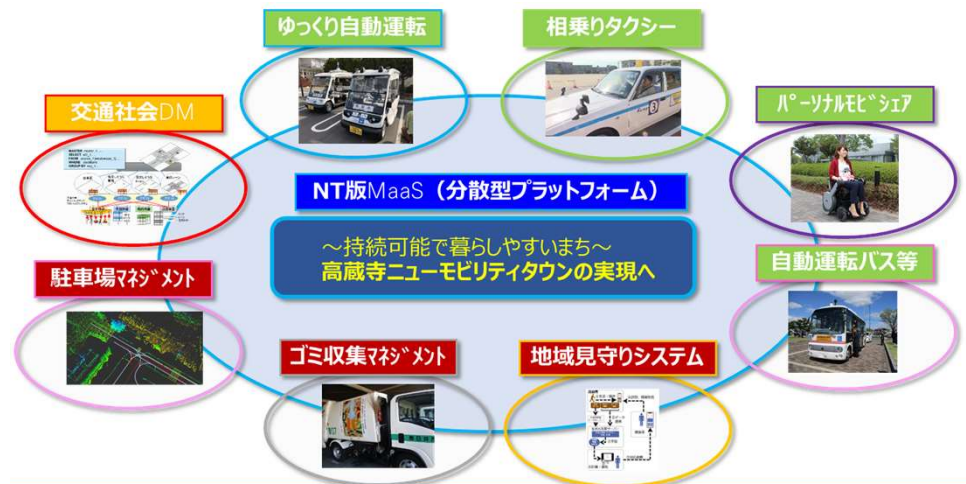 ゆっくり自動運転
相乗りタクシー
交通社会DM
パーソナルモビシェア
NT版MaaS（分散型プラットフォーム）
～持続可能で暮らしやすいまち～
高蔵寺ニューモビリティタウンの実現へ
駐車場マネジメント
自動運転バス等
ゴミ収集マネジメント
地域見守りシステム